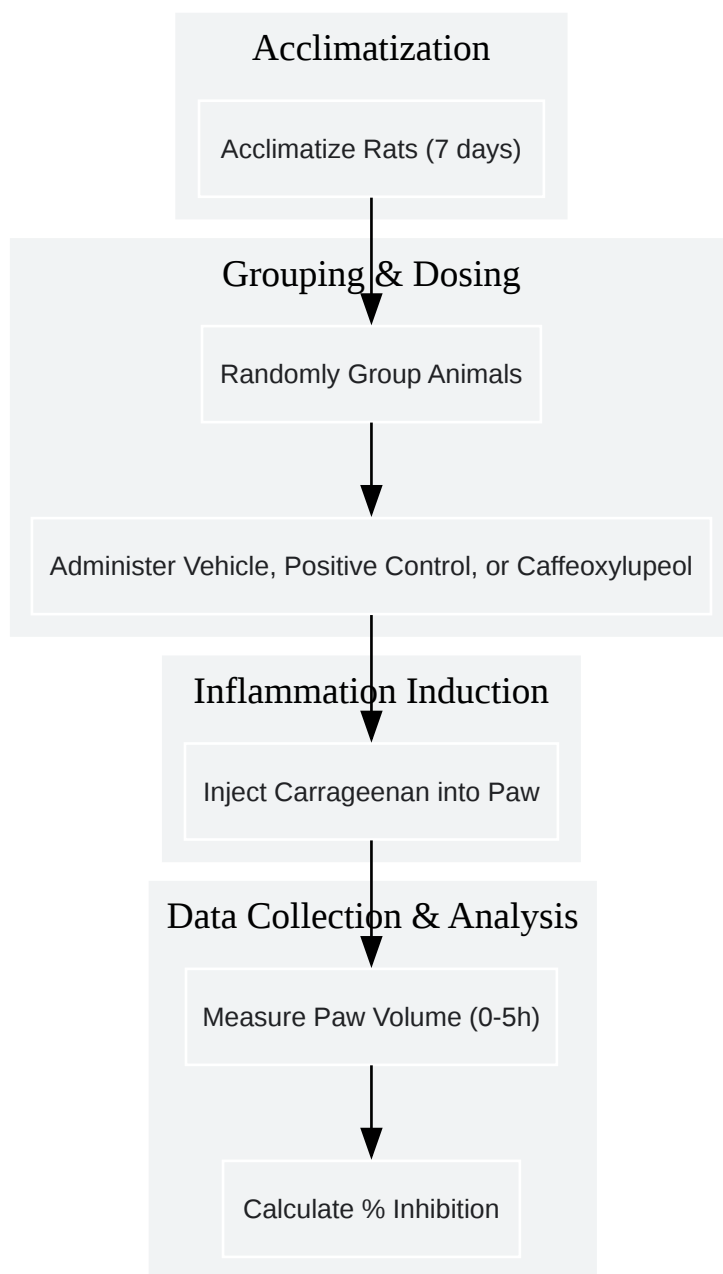 Acclimatization
Acclimatize Rats (7 days)
Grouping & Dosing
Randomly Group Animals
Administer Vehicle, Positive Control, or Caffeoxylupeol
Inflammation Induction
Inject Carrageenan into Paw
Data Collection & Analysis
Measure Paw Volume (0-5h)
Calculate % Inhibition